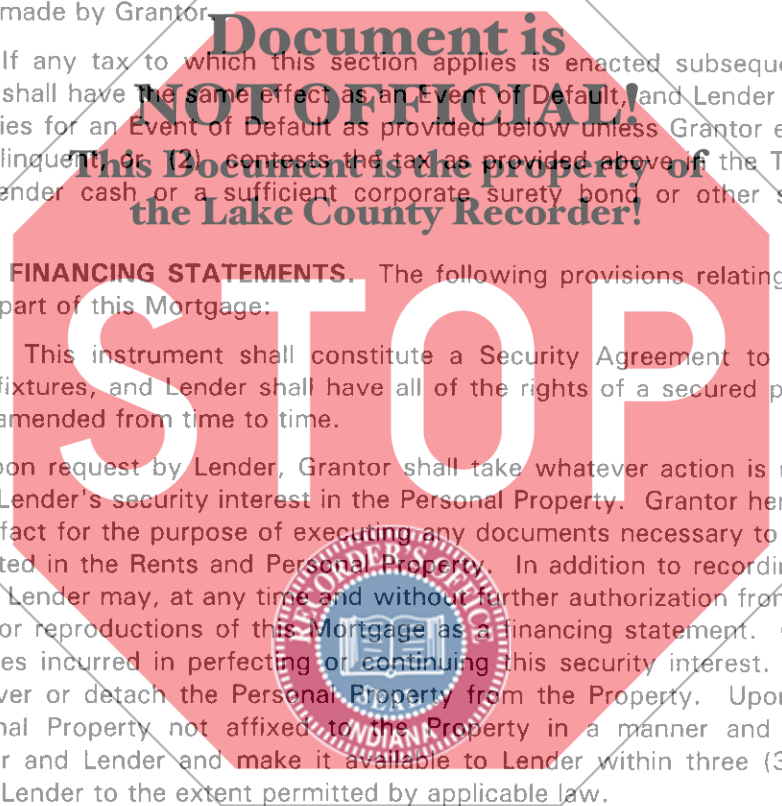 made by Grantor.
Document is
If any tax to which this section applies is enacted subseque
shall have the same effect as an Event of Default, and Lender
NOT OFFICIAL!
ies for an Event of Default as provided below unless Grantor e
linquent, or (2) contests the tax as provided above if the T
This Document is the property of
ender cash or a sufficient corporate surety bond or other s
the Lake County Recorder!
FINANCING STATEMENTS. The following provisions relating
part of this Mortgage:
STOP
This instrument shall constitute a Security Agreement to
fixtures, and Lender shall have all of the rights of a secured p
amended from time to time.
pon request by Lender, Grantor shall take whatever action is
Lender's security interest in the Personal Property. Grantor her
fact for the purpose of executing any documents necessary to
ted in the Rents and Personal Property. In addition to recordin
Lender may, at any time and without further authorization from
or reproductions of this Mortgage as a financing statement.
es incurred in perfecting or continuing this security interest.
ver or detach the Personal Property from the Property. Upon
nal Property not affixed to the Property in a manner and
r and Lender and make it available to Lender within three (3
Lender to the extent permitted by applicable law.
RECORDER'S OFFICE
INDIANA